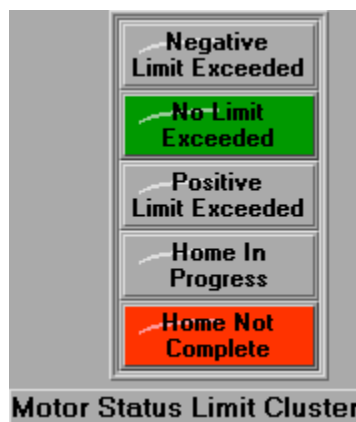 Negative
Limit Exceeded
No Limit
Exceeded
Positive
Limit Exceeded
Home In
Progress
Home Not
Complete
Motor Status Limit Cluster